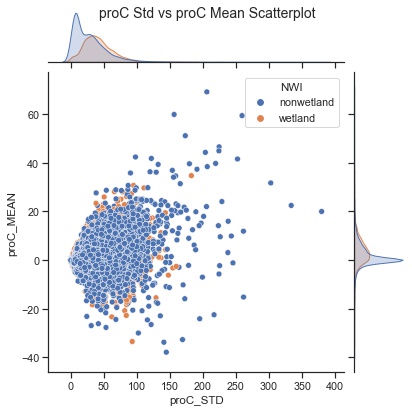 proC Std vs proC Mean Scatterplot
NWI
nonwetland
wetland
60
40
20
0
−20
−40
proC_MEAN
0 50 100 150 200 250 300 350 400
proC_STD